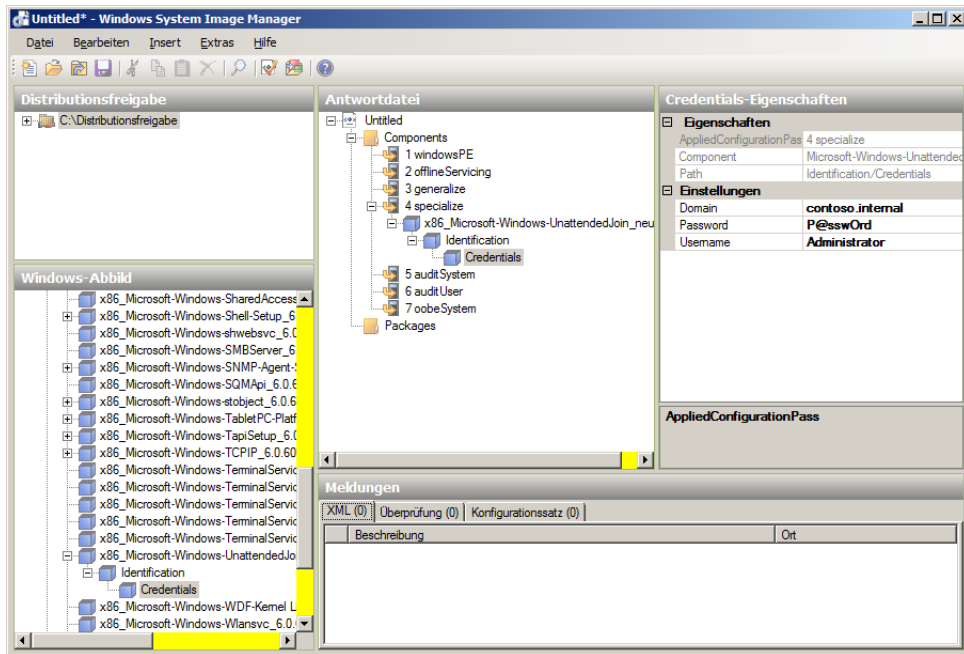 Untitled* - Windows System Image Manager
Datei Bearbeiten Insert Extras Hilfe
Distributionsfreigabe
C:\Distributionsfreigabe
Windows-Abbild
x86_Microsoft-Windows-SharedAccess
x86_Microsoft-Windows-Shell-Setup_6
x86_Microsoft-Windows-shwebsvc_6.0
x86_Microsoft-Windows-SMBServer_6
x86_Microsoft-Windows-SNMP-Agent-S
x86_Microsoft-Windows-SQMApi_6.0.6
x86_Microsoft-Windows-stobject_6.0.6
x86_Microsoft-Windows-TabletPC-Platf
x86_Microsoft-Windows-TapiSetup_6.0
x86_Microsoft-Windows-TCPIP_6.0.60
x86_Microsoft-Windows-TerminalServic
x86_Microsoft-Windows-TerminalServic
x86_Microsoft-Windows-TerminalServic
x86_Microsoft-Windows-TerminalServic
x86_Microsoft-Windows-TerminalServic
x86_Microsoft-Windows-UnattendedJo
Identification
Credentials
x86_Microsoft-Windows-WDF-Kernel L
x86_Microsoft-Windows-Wlansvc_6.0.
Antwortdatei
Untitled
Components
1 windowsPE
2 offlineServicing
3 generalize
4 specialize
x86_Microsoft-Windows-UnattendedJoin_neu
Identification
Credentials
5 auditSystem
6 auditUser
7 oobeSystem
Packages
Credentials-Eigenschaften
Eigenschaften
AppliedConfigurationPas 4 specialize
Component Microsoft-Windows-Unattended
Path Identification/Credentials
Einstellungen
Domain contoso.internal
Password P@sswOrd
Username Administrator
AppliedConfigurationPass
Meldungen
XML (0) Überprüfung (0) Konfigurationssatz (0)
Beschreibung Ort